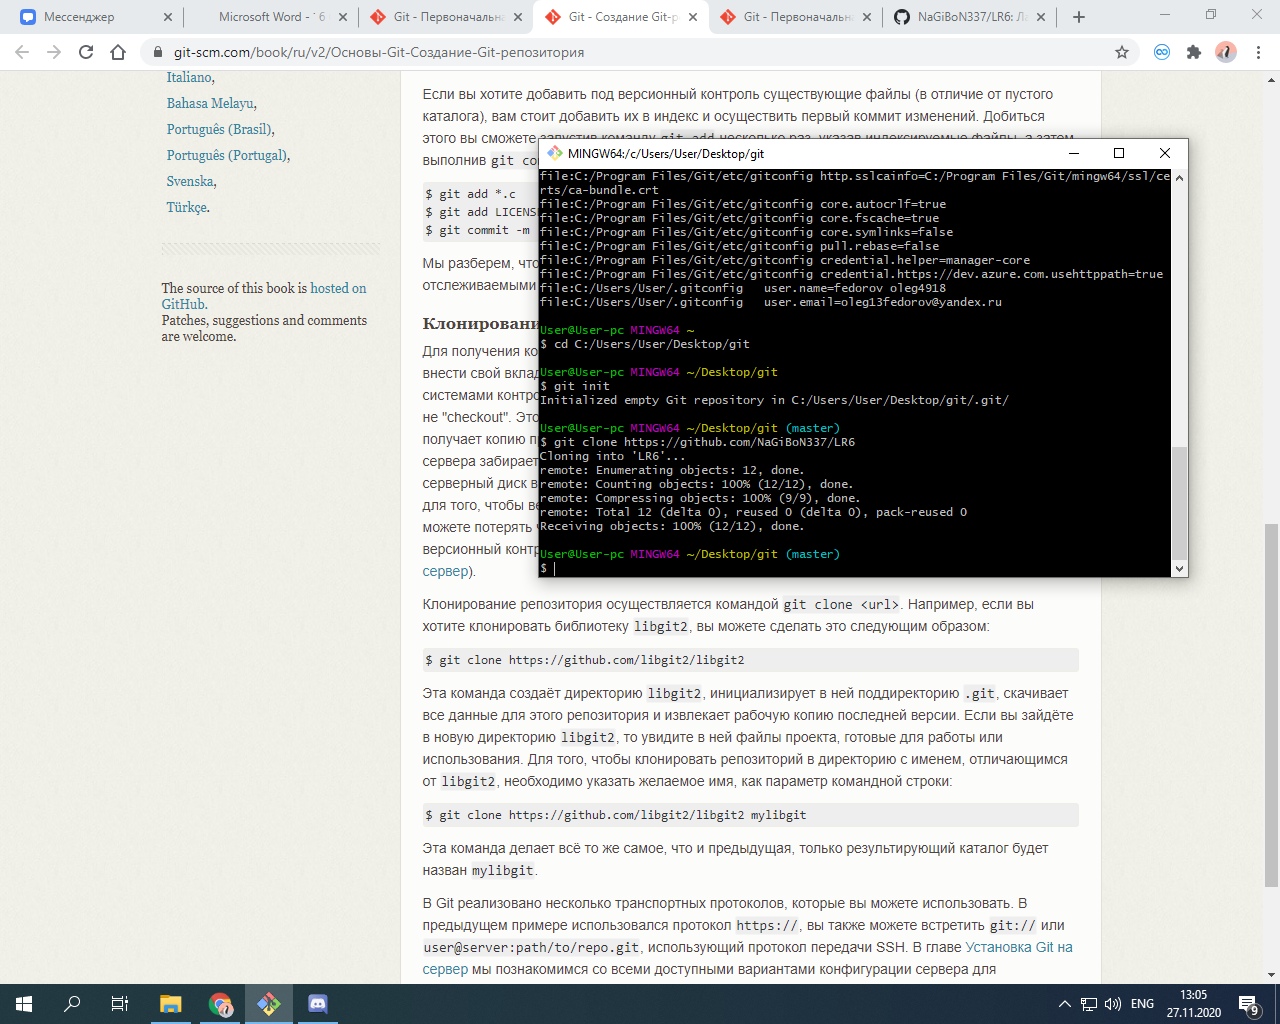 Мессенджер
Microsoft Word - 16
Git - Первоначальна
Git - Создание Git-р
Git - Первоначальна
NaGiBoN337/LR6: Ла
git-scm.com/book/ru/v2/Основы-Git-Создание-Git-репозитория
Italiano,
Bahasa Melayu,
Português (Brasil),
Português (Portugal),
Svenska,
Türkçe.
The source of this book is hosted on
GitHub.
Patches, suggestions and comments
are welcome.
Если вы хотите добавить под версионный контроль существующие файлы (в отличие от пустого
каталога), вам стоит добавить их в индекс и осуществить первый коммит изменений. Добиться
этого вы сможете запустив команду git add несколько раз, указав индексируемые файлы, а затем
выполнив git co
$ git add *.c
$ git add LICENS
$ git commit -m
Мы разберем, что
отслеживаемыми
Клонировани
Для получения ко
внести свой вклад
системами контро
не "checkout". Это
получает копию п
сервера забирает
серверный диск в
для того, чтобы ве
можете потерять ч
версионный контр
сервер).
MINGW64:/c/Users/User/Desktop/git
file:C:/Program Files/Git/etc/gitconfig http.sslcainfo=C:/Program Files/Git/mingw64/ssl/ce
rts/ca-bundle.crt
file:C:/Program Files/Git/etc/gitconfig core.autocrlf=true
file:C:/Program Files/Git/etc/gitconfig core.fscache=true
file:C:/Program Files/Git/etc/gitconfig core.symlinks=false
file:C:/Program Files/Git/etc/gitconfig pull.rebase=false
file:C:/Program Files/Git/etc/gitconfig credential.helper=manager-core
file:C:/Program Files/Git/etc/gitconfig credential.https://dev.azure.com.usehttppath=true
file:C:/Users/User/.gitconfig user.name=fedorov oleg4918
file:C:/Users/User/.gitconfig user.email=oleg13fedorov@yandex.ru
User@User-pc MINGW64 ~
$ cd C:/Users/User/Desktop/git
User@User-pc MINGW64 ~/Desktop/git
$ git init
Initialized empty Git repository in C:/Users/User/Desktop/git/.git/
User@User-pc MINGW64 ~/Desktop/git (master)
$ git clone https://github.com/NaGiBoN337/LR6
Cloning into 'LR6'...
remote: Enumerating objects: 12, done.
remote: Counting objects: 100% (12/12), done.
remote: Compressing objects: 100% (9/9), done.
remote: Total 12 (delta 0), reused 0 (delta 0), pack-reused 0
Receiving objects: 100% (12/12), done.
User@User-pc MINGW64 ~/Desktop/git (master)
$
Клонирование репозитория осуществляется командой git clone <url>. Например, если вы
хотите клонировать библиотеку libgit2, вы можете сделать это следующим образом:
$ git clone https://github.com/libgit2/libgit2
Эта команда создаёт директорию libgit2, инициализирует в ней поддиректорию .git, скачивает
все данные для этого репозитория и извлекает рабочую копию последней версии. Если вы зайдёте
в новую директорию libgit2, то увидите в ней файлы проекта, готовые для работы или
использования. Для того, чтобы клонировать репозиторий в директорию с именем, отличающимся
от libgit2, необходимо указать желаемое имя, как параметр командной строки:
$ git clone https://github.com/libgit2/libgit2 mylibgit
Эта команда делает всё то же самое, что и предыдущая, только результирующий каталог будет
назван mylibgit.
В Git реализовано несколько транспортных протоколов, которые вы можете использовать. В
предыдущем примере использовался протокол https://, вы также можете встретить git:// или
user@server:path/to/repo.git, использующий протокол передачи SSH. В главе Установка Git на
сервер мы познакомимся со всеми доступными вариантами конфигурации сервера для
ENG
13:05
27.11.2020
9